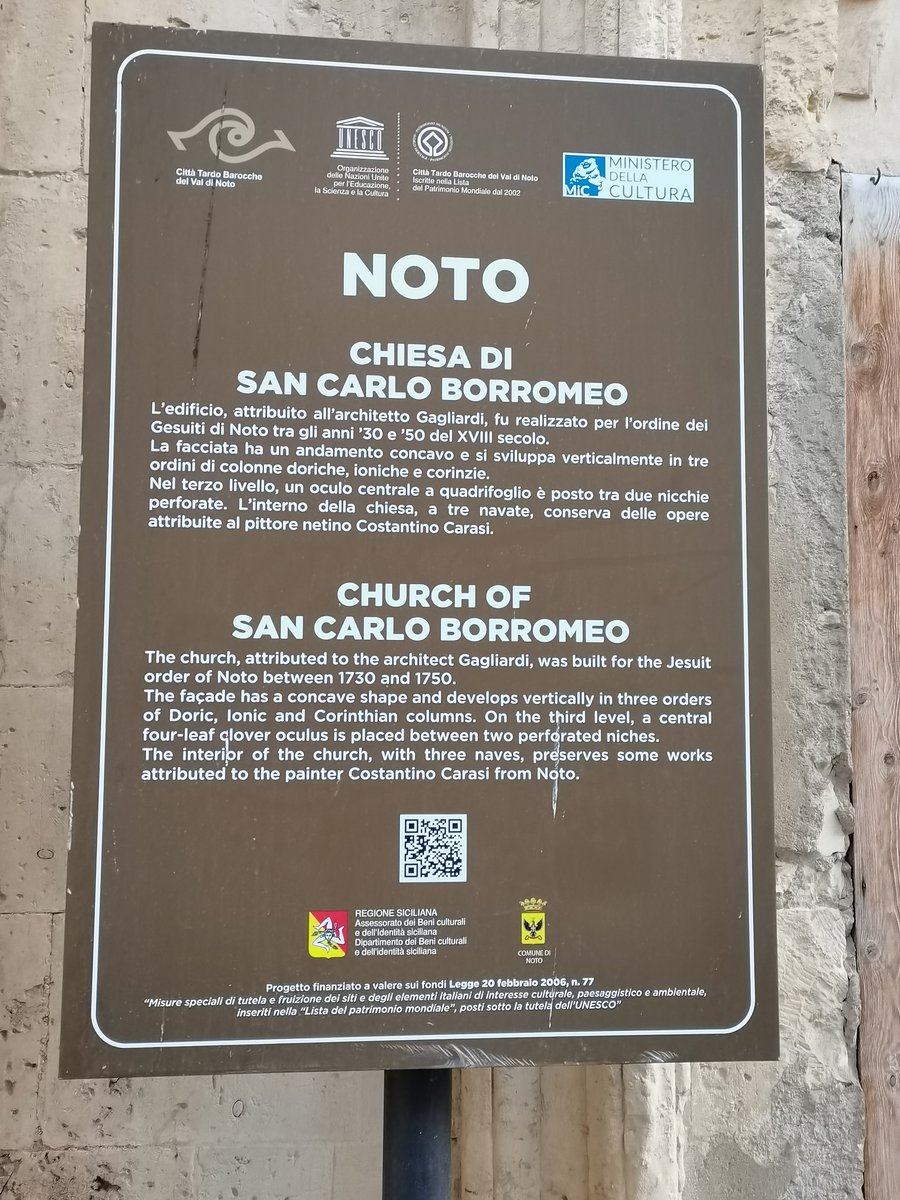 Città Tardo Barocche
del Val di Noto
UNESCO
Organizzazione
delle Nazioni Unite
per l'Educazione,
la Scienza e la Cultura
Città Tardo Barocche del Val di Noto
Iscritte nella Lista
del Patrimonio Mondiale dal 2002
MiC
MINISTERO
DELLA
CULTURA
NOTO
CHIESA DI
SAN CARLO BORROMEO
L'edificio, attribuito all'architetto Gagliardi, fu realizzato per l'ordine dei
Gesuiti di Noto tra gli anni '30 e '50 del XVIII secolo.
La facciata ha un andamento concavo e si sviluppa verticalmente in tre
ordini di colonne doriche, ioniche e corinzie.
Nel terzo livello, un oculo centrale a quadrifoglio è posto tra due nicchie
perforate. L'interno della chiesa, a tre navate, conserva delle opere
attribuite al pittore netino Costantino Carasi.
CHURCH OF
SAN CARLO BORROMEO
The church, attributed to the architect Gagliardi, was built for the Jesuit
order of Noto between 1730 and 1750.
The façade has a concave shape and develops vertically in three orders
of Doric, Ionic and Corinthian columns. On the third level, a central
four-leaf clover oculus is placed between two perforated niches.
The interior of the church, with three naves, preserves some works
attributed to the painter Costantino Carasi from Noto.
REGIONE SICILIANA
Assessorato dei Beni culturali
e dell'Identità siciliana
Dipartimento dei Beni culturali
e dell'identità siciliana
COMUNE DI
NOTO
Progetto finanziato a valere sui fondi Legge 20 febbraio 2006, n. 77
"Misure speciali di tutela e fruizione dei siti e degli elementi italiani di interesse culturale, paesaggistico e ambientale,
inseriti nella "Lista del patrimonio mondiale", posti sotto la tutela dell'UNESCO"